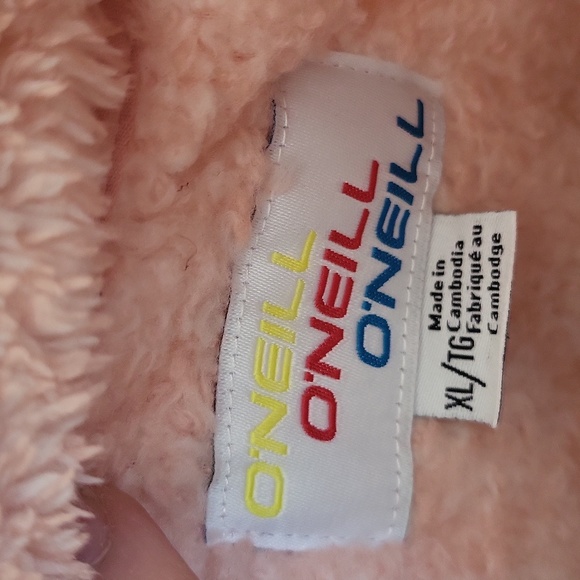 O'NEILL
O'NEILL
O'NEILL
XL/TG
Made in
Cambodia
Fabriqué au
Cambodge